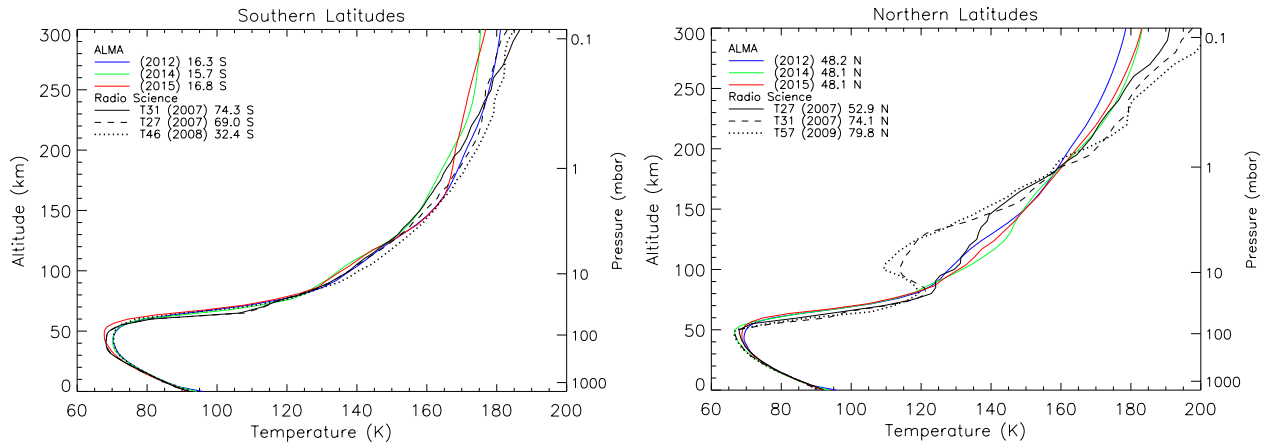 Southern Latitudes
300
250
200
150
100
50
0
Altitude (km)
60 80 100 120 140 160 180 200
Temperature (K)
0.1
1
10
100
1000
Pressure (mbar)
ALMA
(2012) 16.3 S
(2014) 15.7 S
(2015) 16.8 S
Radio Science
T31 (2007) 74.3 S
T27 (2007) 69.0 S
T46 (2008) 32.4 S
Northern Latitudes
300
250
200
150
100
50
0
Altitude (km)
60 80 100 120 140 160 180 200
Temperature (K)
0.1
1
10
100
1000
Pressure (mbar)
ALMA
(2012) 48.2 N
(2014) 48.1 N
(2015) 48.1 N
Radio Science
T27 (2007) 52.9 N
T31 (2007) 74.1 N
T57 (2009) 79.8 N